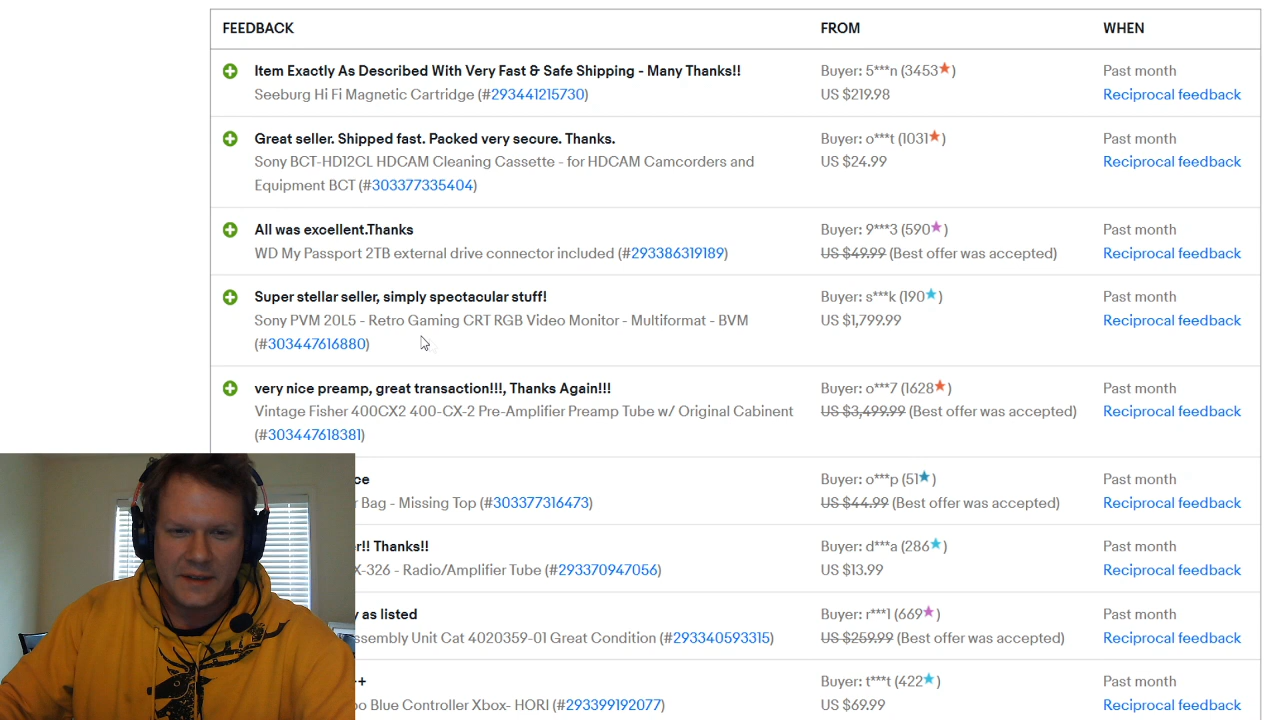 FEEDBACK FROM WHEN
Item Exactly As Described With Very Fast & Safe Shipping - Many Thanks!! Buyer: 5***n (3453★) Past month
Seeburg Hi Fi Magnetic Cartridge (#293441215730) US $219.98 Reciprocal feedback
Great seller. Shipped fast. Packed very secure. Thanks. Buyer: o***t (1031★) Past month
Sony BCT-HD12CL HDCAM Cleaning Cassette - for HDCAM Camcorders and US $24.99 Reciprocal feedback
Equipment BCT (#303377335404)
All was excellent.Thanks Buyer: 9***3 (590★) Past month
WD My Passport 2TB external drive connector included (#293386319189) US $49.99 (Best offer was accepted) Reciprocal feedback
Super stellar seller, simply spectacular stuff! Buyer: s***k (190★) Past month
Sony PVM 20L5 - Retro Gaming CRT RGB Video Monitor - Multiformat - BVM US $1,799.99 Reciprocal feedback
(#303447616880)
very nice preamp, great transaction!!!, Thanks Again!!! Buyer: o***7 (1628★) Past month
Vintage Fisher 400CX2 400-CX-2 Pre-Amplifier Preamp Tube w/ Original Cabinent US $3,499.99 (Best offer was accepted) Reciprocal feedback
(#303447618381)
ce Buyer: o***p (51★) Past month
Bag - Missing Top (#303377316473) US $44.99 (Best offer was accepted) Reciprocal feedback
er!! Thanks!! Buyer: d***a (286★) Past month
X-326 - Radio/Amplifier Tube (#293370947056) US $13.99 Reciprocal feedback
y as listed Buyer: r***l (669★) Past month
ssembly Unit Cat 4020359-01 Great Condition (#293340593315) US $259.99 (Best offer was accepted) Reciprocal feedback
++ Buyer: t***t (422★) Past month
bo Blue Controller Xbox- HORI (#293399192077) US $69.99 Reciprocal feedback